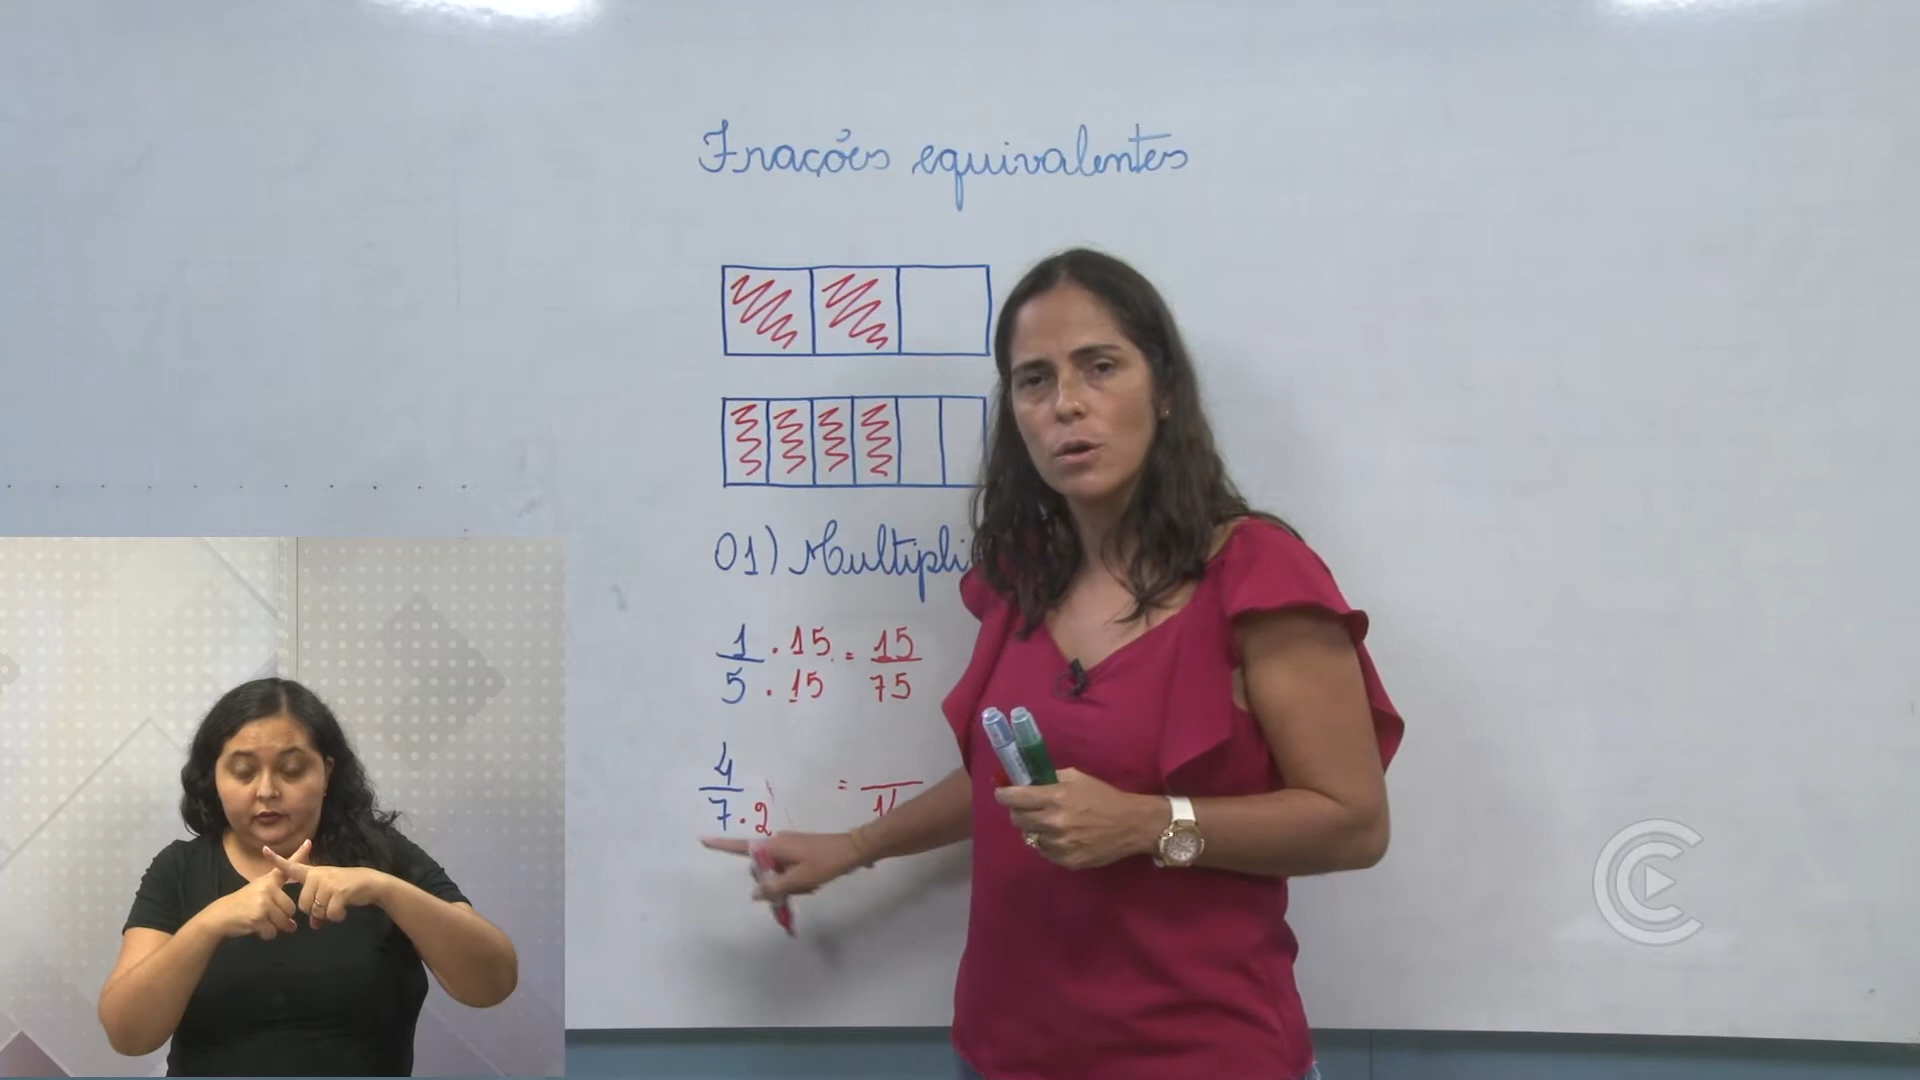 Frações equivalentes
01) Multipli
1/5 · 15 / · 15 = 15/75
4/7 · 2 =